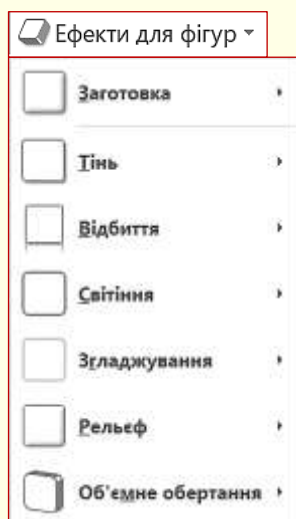 Ефекти для фігур
Заготовка
Тінь
Відбиття
Світіння
Згладжування
Рельєф
Об'ємне обертання